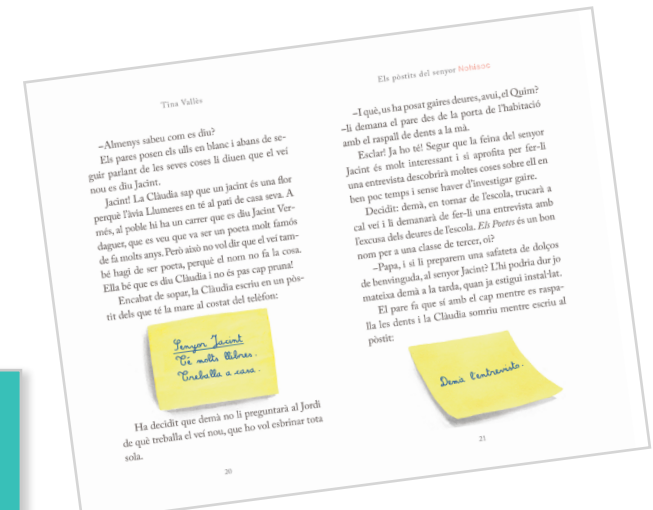 Tina Vallès
–Almenys sabeu com es diu?
Els pares posen els ulls en blanc i abans de se-
guir parlant de les seves coses li diuen que el veí
nou es diu Jacint.
Jacint! La Clàudia sap que un jacint és una flor
perquè l'àvia Llumeres en té al pati de casa seva. A
més, al poble hi ha un carrer que es diu Jacint Ver-
daguer, que es veu que va ser un poeta molt famós
de fa molts anys. Però això no vol dir que el veí tam-
bé hagi de ser poeta, perquè el nom no fa la cosa.
Ella bé que es diu Clàudia i no és pas cap pruna!
Encabat de sopar, la Clàudia escriu en un pòs-
tit dels que té la mare al costat del telèfon:
Senyor Jacint
Té molts llibres.
Treballa a casa.
Ha decidit que demà no li preguntarà al Jordi
de què treballa el veí nou, que ho vol esbrinar tota
sola.
20
Els pòstits del senyor
–I què, us ha posat gaires deures, avui, el Quim?
–li demana el pare des de la porta de l'habitació
amb el raspall de dents a la mà.
Esclar! Ja ho té! Segur que la feina del senyor
Jacint és molt interessant i si aprofita per fer-li
una entrevista descobrirà moltes coses sobre ell en
ben poc temps i sense haver d'investigar gaire.
Decidit: demà, en tornar de l'escola, trucarà a
cal veí i li demanarà de fer-li una entrevista amb
l'excusa dels deures de l'escola. Els Poetes és un bon
nom per a una classe de tercer, oi?
–Papa, i si li preparem una safateta de dolços
de benvinguda, al senyor Jacint? L'hi podria dur jo
mateixa demà a la tarda, quan ja estigui instal·lat.
El pare fa que sí amb el cap mentre es raspa-
lla les dents i la Clàudia somriu mentre escriu al
pòstit:
Demà l'entrevisto.
21